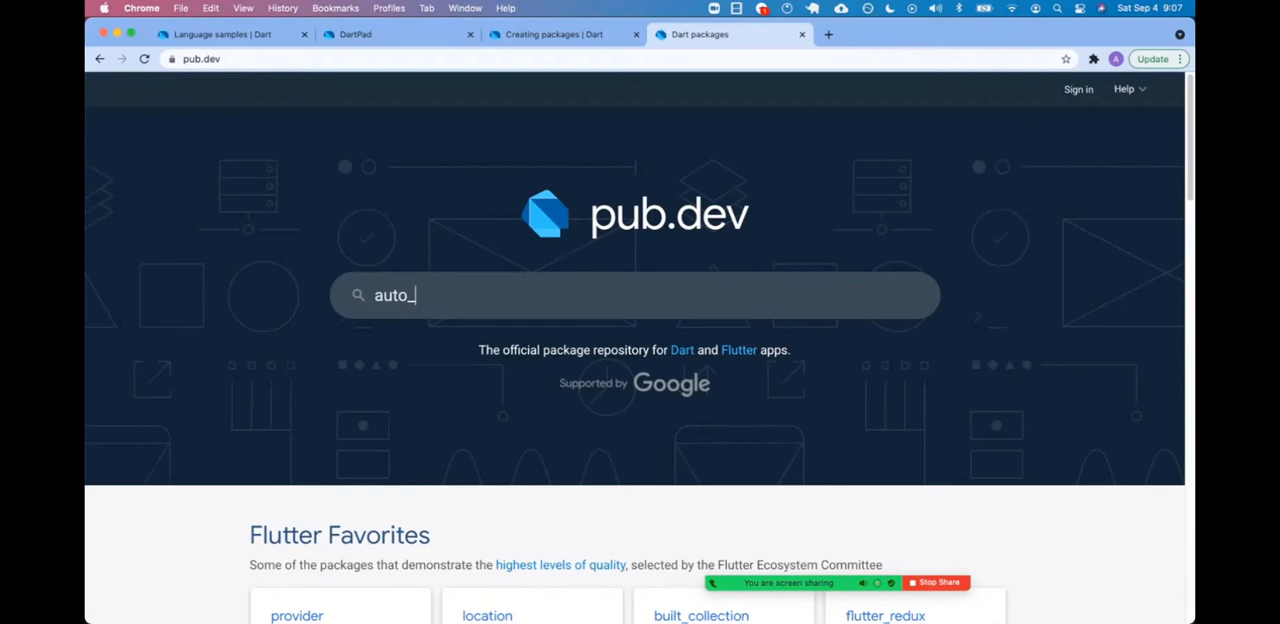 Chrome File Edit View History Bookmarks Profiles Tab Window Help Sat Sep 4 9:07
Language samples | Dart DartPad Creating packages | Dart Dart packages
pub.dev A Update
Sign in Help
pub.dev
auto_
The official package repository for Dart and Flutter apps.
Supported by Google
Flutter Favorites
Some of the packages that demonstrate the highest levels of quality, selected by the Flutter Ecosystem Committee
You are screen sharing Stop Share
provider location built_collection flutter_redux